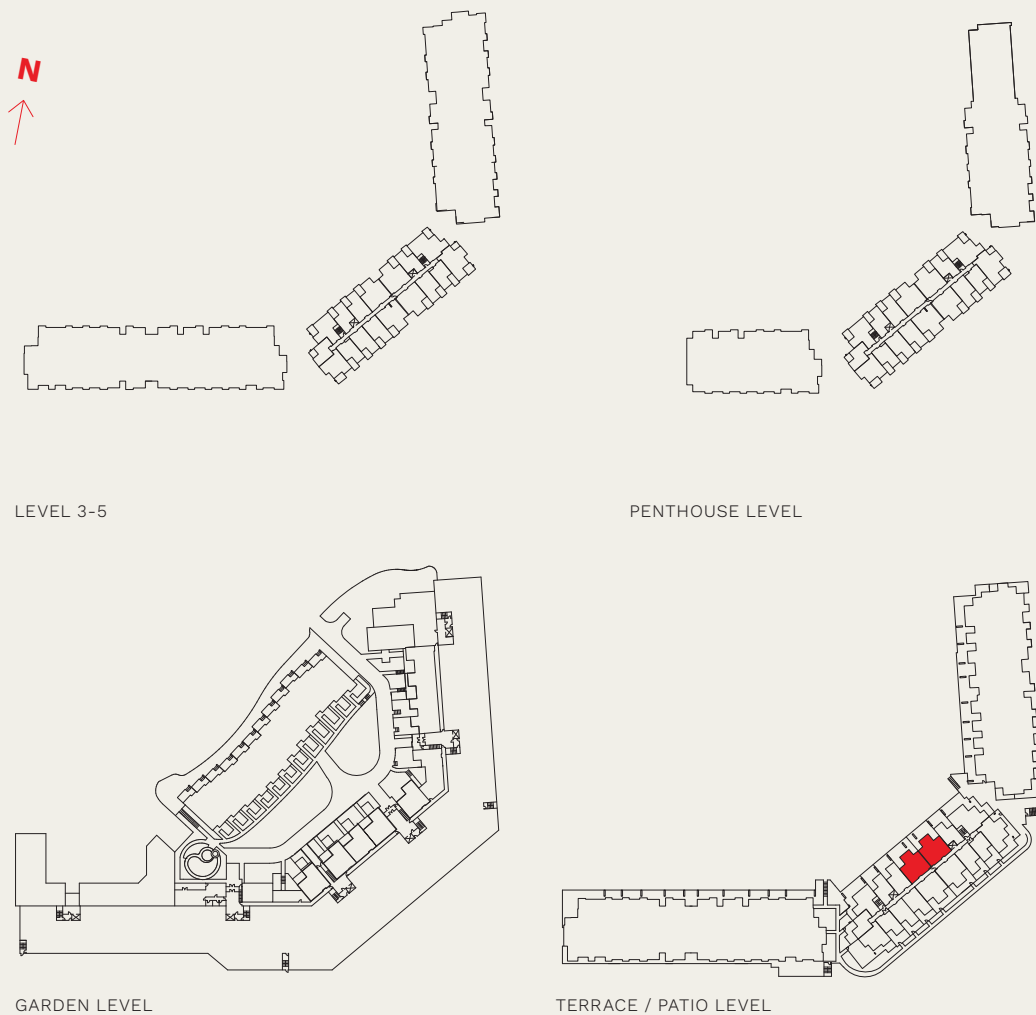 N
LEVEL 3-5
PENTHOUSE LEVEL
GARDEN LEVEL
TERRACE / PATIO LEVEL